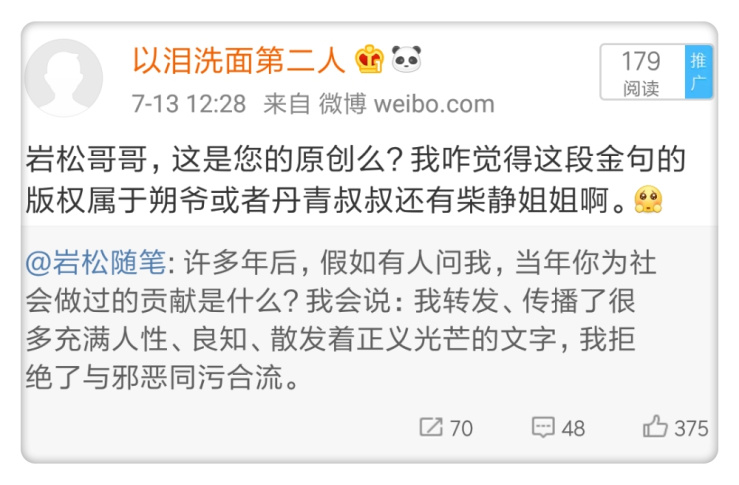 以泪洗面第二人
179
阅读
推广
7-13 12:28 来自 微博 weibo.com
岩松哥哥，这是您的原创么？我咋觉得这段金句的
版权属于朔爷或者丹青叔叔还有柴静姐姐啊。
@岩松随笔: 许多年后，假如有人问我，当年你为社
会做过的贡献是什么？我会说：我转发、传播了很
多充满人性、良知、散发着正义光芒的文字，我拒
绝了与邪恶同污合流。
70 48 375